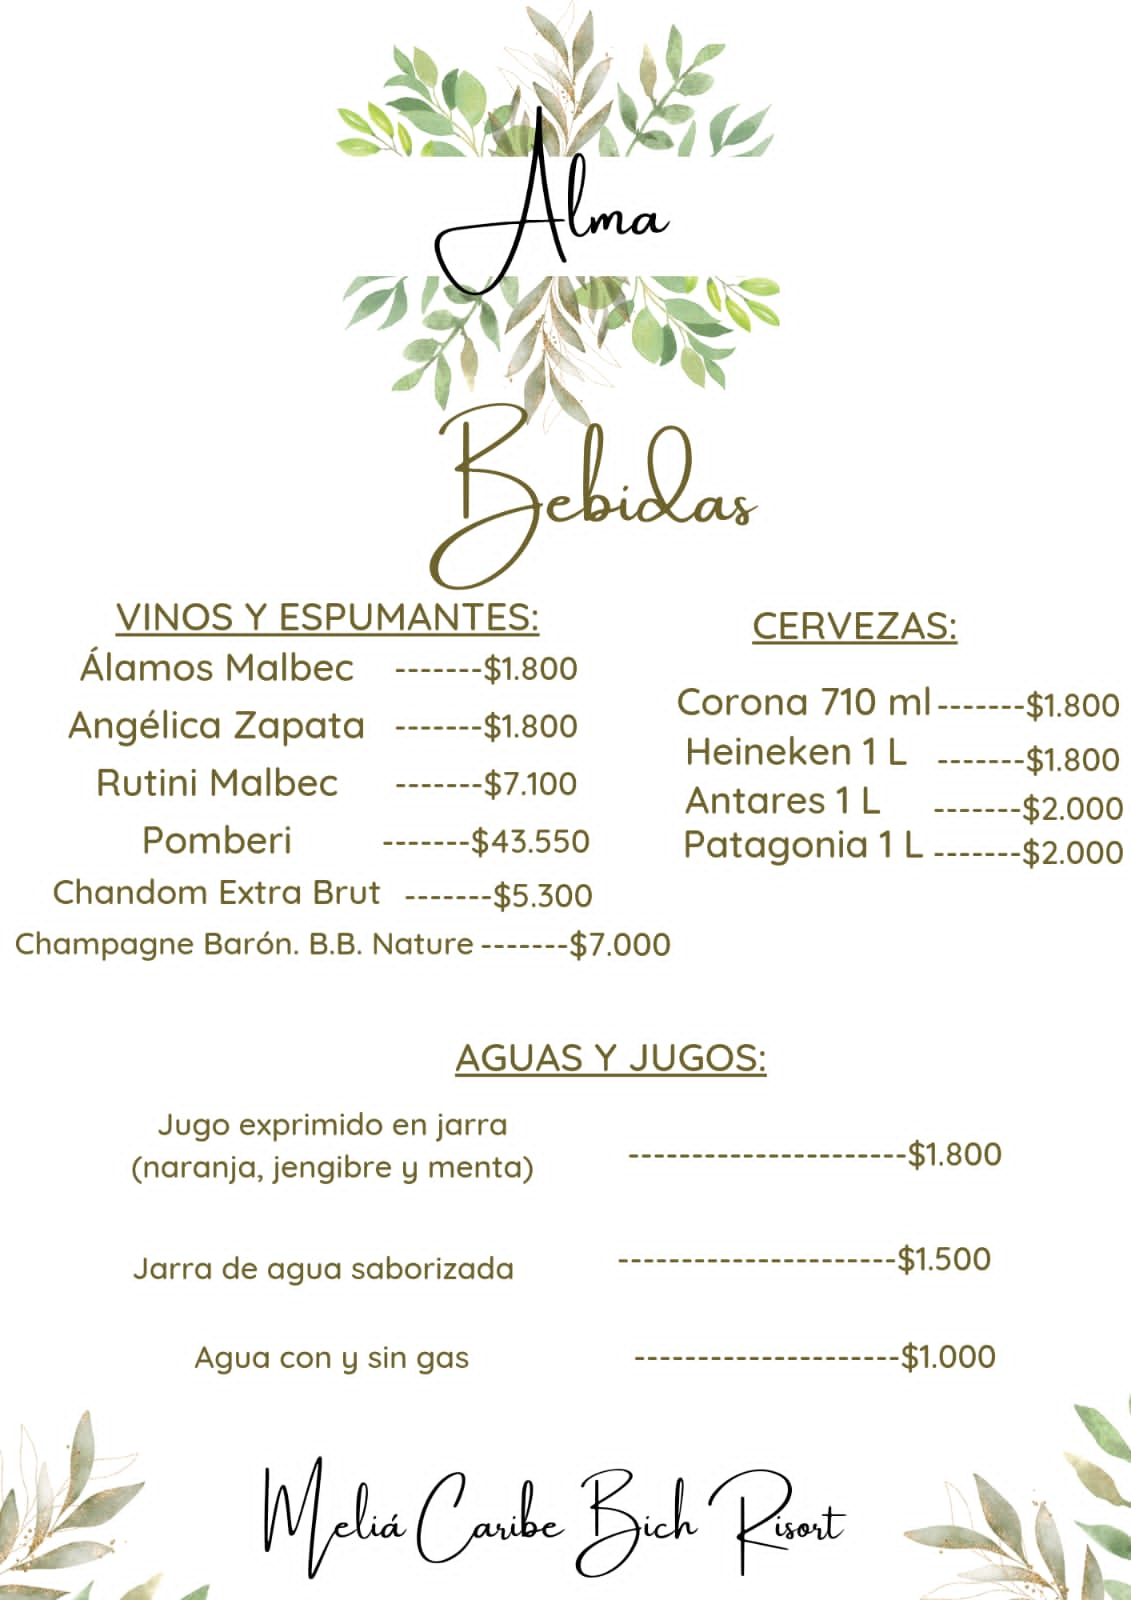 Alma
Bebidas
VINOS Y ESPUMANTES:
Álamos Malbec -------$1.800
Angélica Zapata -------$1.800
Rutini Malbec -------$7.100
Pomberi -------$43.550
Chandom Extra Brut -------$5.300
Champagne Barón. B.B. Nature -------$7.000
CERVEZAS:
Corona 710 ml-------$1.800
Heineken 1 L -------$1.800
Antares 1 L -------$2.000
Patagonia 1 L -------$2.000
AGUAS Y JUGOS:
Jugo exprimido en jarra
(naranja, jengibre y menta) ----------------------$1.800
Jarra de agua saborizada ----------------------$1.500
Agua con y sin gas ---------------------$1.000
Meliá Caribe Bich Risort